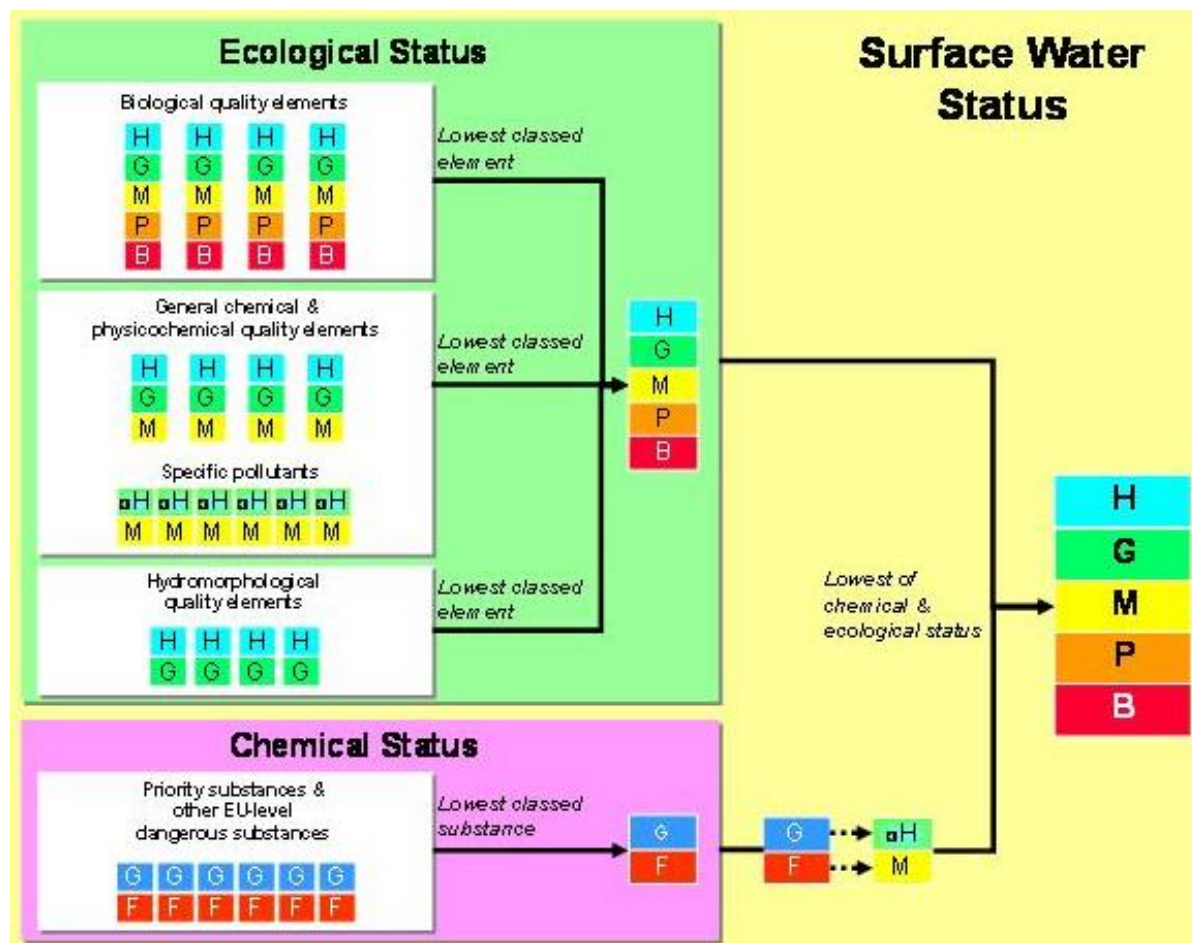 Ecological Status
Surface Water
Status
Biological quality elements
H H H H
G G G G
M M M M
P P P P
B B B B
Lowest classed
element
General chemical &
physicochemical quality elements
H H H H
G G G G
M M M M
Lowest classed
element
Specific pollutants
H H H H H H
M M M M M M
Hydromorphological
quality elements
H H H H
G G G G
Lowest classed
element
H
G
M
P
B
Lowest of
chemical &
ecological status
H
G
M
P
B
Chemical Status
Priority substances &
other EU-level
dangerous substances
G G G G G G
F F F F F F
Lowest classed
substance
G
F
G H
F M